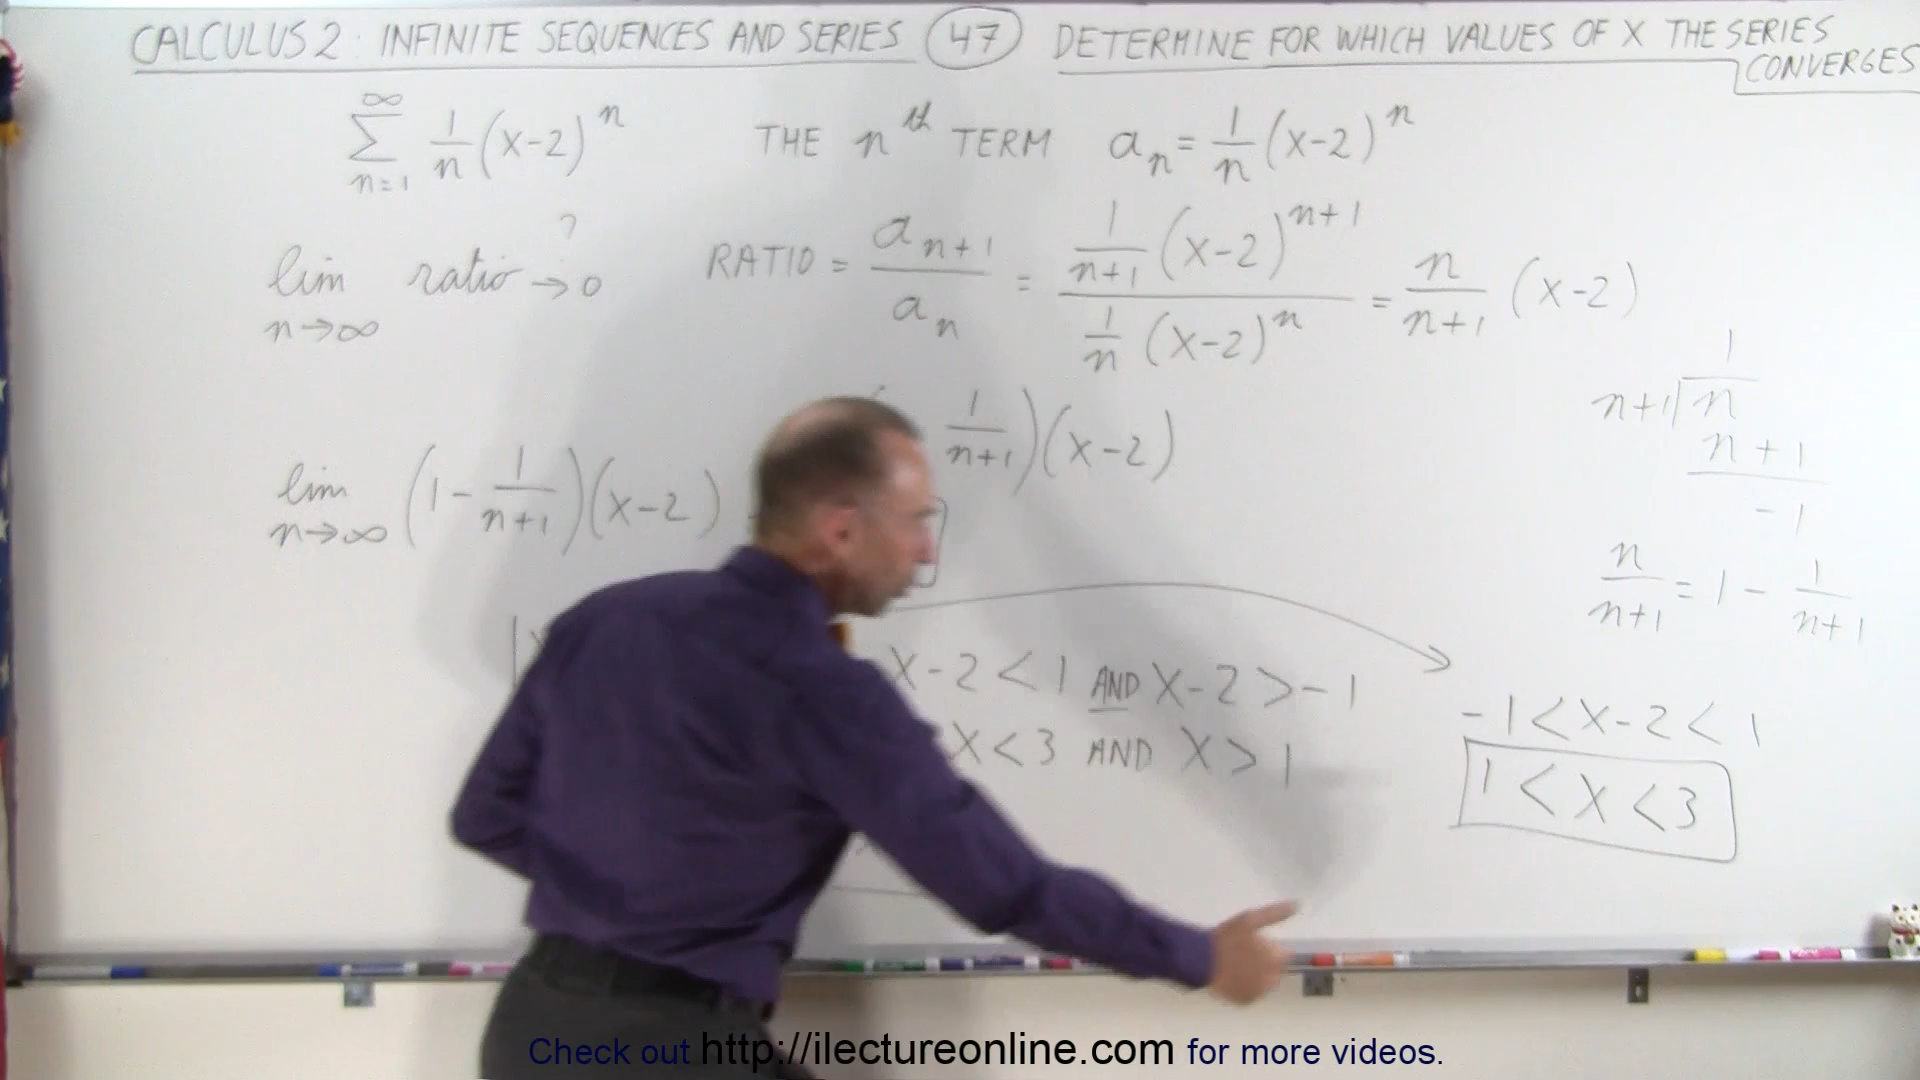 CALCULUS 2: INFINITE SEQUENCES AND SERIES 47 DETERMINE FOR WHICH VALUES OF X THE SERIES CONVERGES
∞
∑ 1/n (x-2)^n THE n^th TERM a_n = 1/n (x-2)^n
n=1
?
lim ratio → 0 RATIO = a_{n+1} / a_n = 1/(n+1) (x-2)^{n+1} / 1/n (x-2)^n = n/(n+1) (x-2)
n→∞
1/(n+1) ) (x-2)
lim (1 - 1/(n+1)) (x-2)
n→∞
1
n+1 n
n + 1
-1
n/(n+1) = 1 - 1/(n+1)
x-2 < 1 AND x-2 > -1
x < 3 AND x > 1
-1 < x-2 < 1
1 < x < 3
Check out http://ilectureonline.com for more videos.